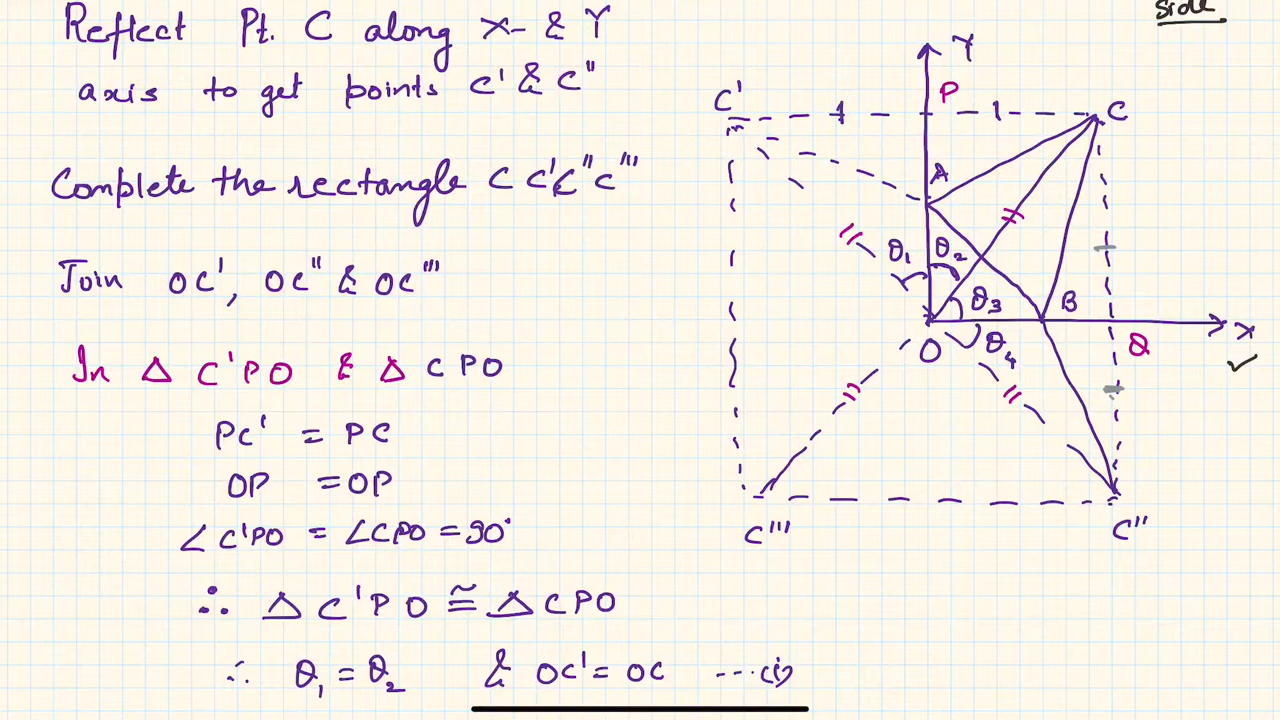 Side
Reflect Pt. C along X- & Y
axis to get points C' & C"
Complete the rectangle C C'C"C'''
Join OC', OC" & OC'''
In Δ C'PO & Δ CPO
PC' = PC
OP = OP
∠C'PO = ∠CPO = 90°
∴ Δ C'PO ≅ Δ CPO
∴ θ₁ = θ₂ & OC' = OC ----(i)
Y
C'
P
C
A
θ₁
θ₂
θ₃
B
O
θ₄
Q
X
C'''
C"